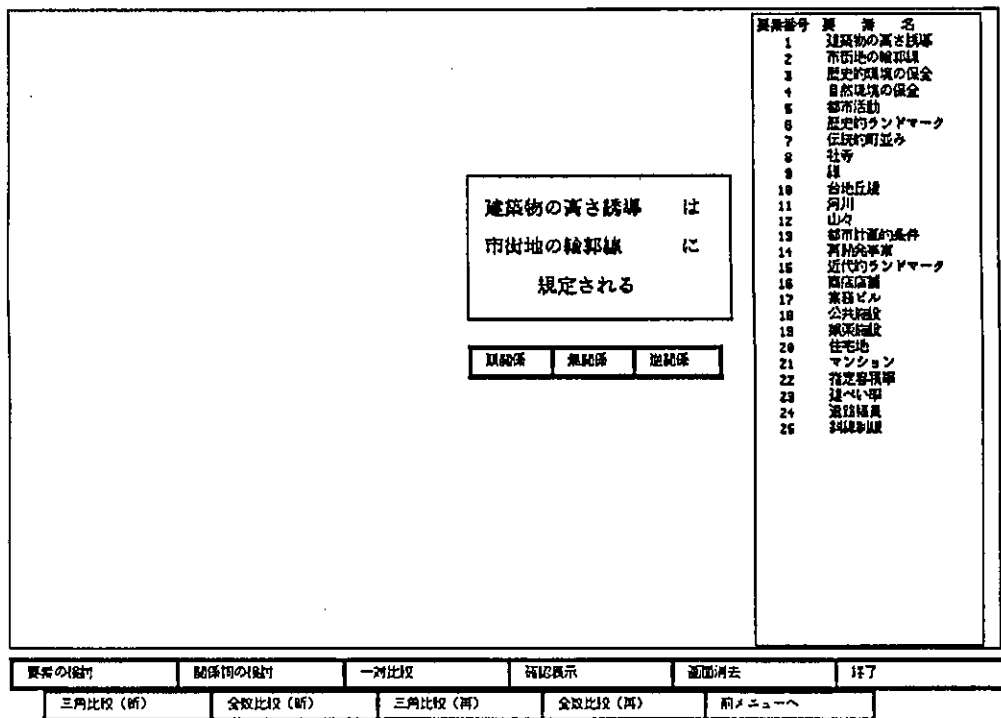 要素番号 要素名
1 建築物の高さ誘導
2 市街地の輪郭線
3 歴史的環境の保全
4 自然環境の保全
5 都市活動
6 歴史的ランドマーク
7 伝統的町並み
8 社寺
9 緑
10 台地丘陵
11 河川
12 山々
13 都市計画的条件
14 再開発事業
15 近代的ランドマーク
16 商店店舗
17 業務ビル
18 公共施設
19 娯楽施設
20 住宅地
21 マンション
22 指定容積率
23 建ぺい率
24 道路幅員
25 斜線制限
建築物の高さ誘導 は
市街地の輪郭線 に
規定される
順関係 無関係 逆関係
要素の検討 関係詞の検討 一対比較 確認表示 画面消去 終了
三角比較（断） 全数比較（断） 三角比較（再） 全数比較（再） 前メニューへ